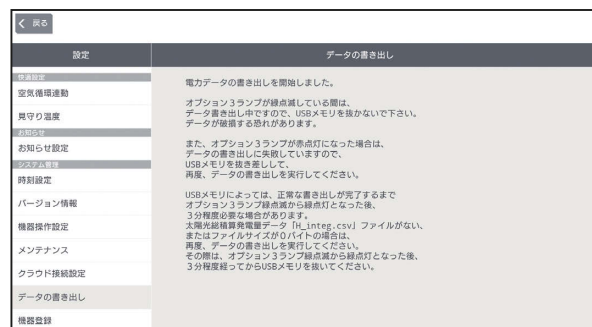 戻る
設定
データの書き出し
快適設定
空気循環連動
見守り温度
お知らせ
お知らせ設定
システム管理
時刻設定
バージョン情報
機器操作設定
メンテナンス
クラウド接続設定
データの書き出し
機器登録
電力データの書き出しを開始しました。
オプション3ランプが緑点滅している間は、
データ書き出し中ですので、USBメモリを抜かないで下さい。
データが破損する恐れがあります。
また、オプション3ランプが赤点灯になった場合は、
データの書き出しに失敗していますので、
USBメモリを抜き差しして、
再度、データの書き出しを実行してください。
USBメモリによっては、正常な書き出しが完了するまで
オプション3ランプ緑点滅から緑点灯となった後、
3分程度必要な場合があります。
太陽光総積算発電量データ「H_integ.csv」ファイルがない、
またはファイルサイズが0バイトの場合は、
再度、データの書き出しを実行してください。
その際は、オプション3ランプ緑点滅から緑点灯となった後、
3分程度経ってからUSBメモリを抜いてください。